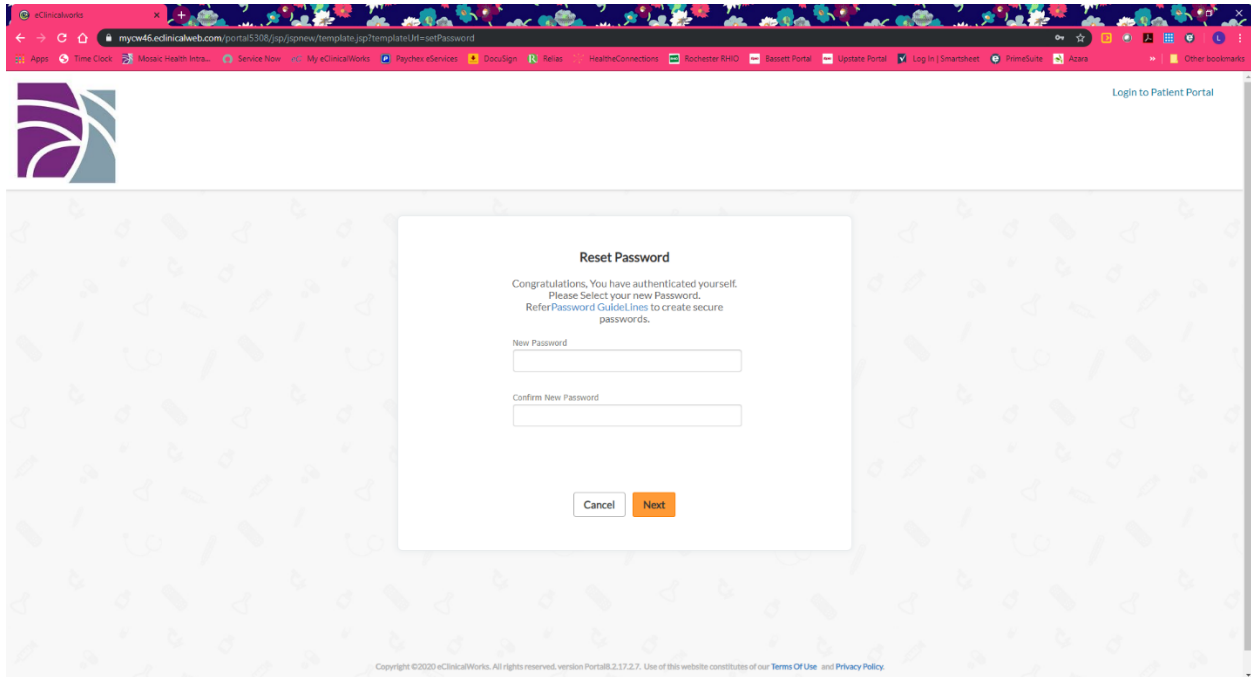 eClinicalworks
mycw46.eclinicalweb.com/portal5308/jsp/jspnew/template.jsp?templateUrl=setPassword
Apps Time Clock Mosaic Health Intra... Service Now My eClinicalWorks Paychex eServices DocuSign Relias HealtheConnections Rochester RHIO Bassett Portal Upstate Portal Log In | Smartsheet PrimeSuite Azara » Other bookmarks
Login to Patient Portal
Reset Password
Congratulations, You have authenticated yourself.
Please Select your new Password.
ReferPassword GuideLines to create secure
passwords.
New Password
Confirm New Password
Cancel Next
Copyright ©2020 eClinicalWorks. All rights reserved. version Portal8.2.17.2.7. Use of this website constitutes of our Terms Of Use and Privacy Policy.